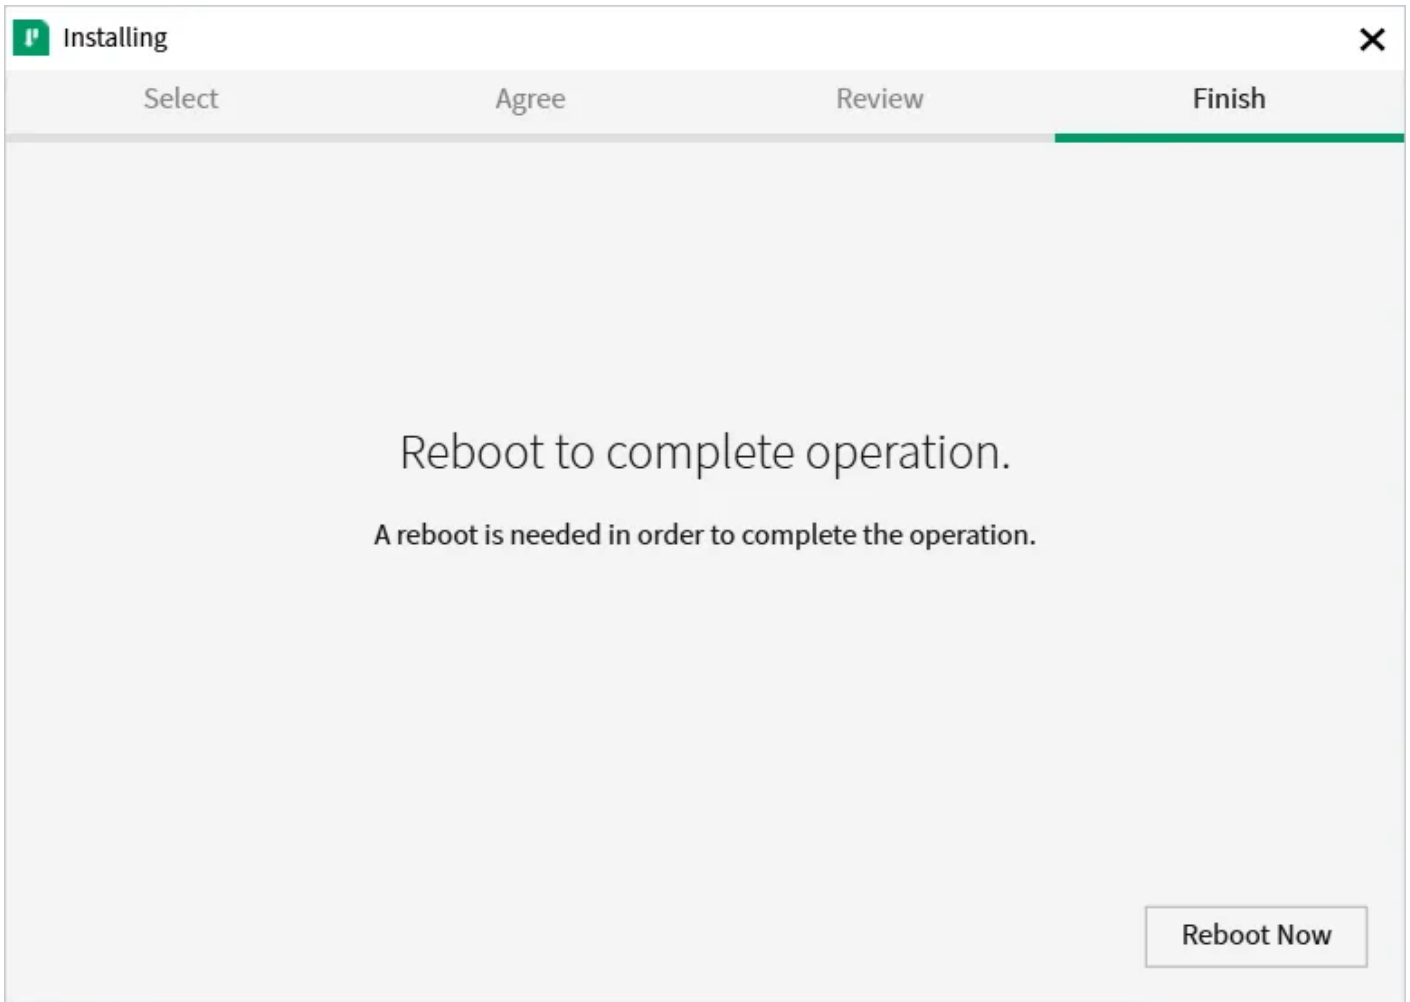 Installing
Select
Agree
Review
Finish
Reboot to complete operation.
A reboot is needed in order to complete the operation.
Reboot Now